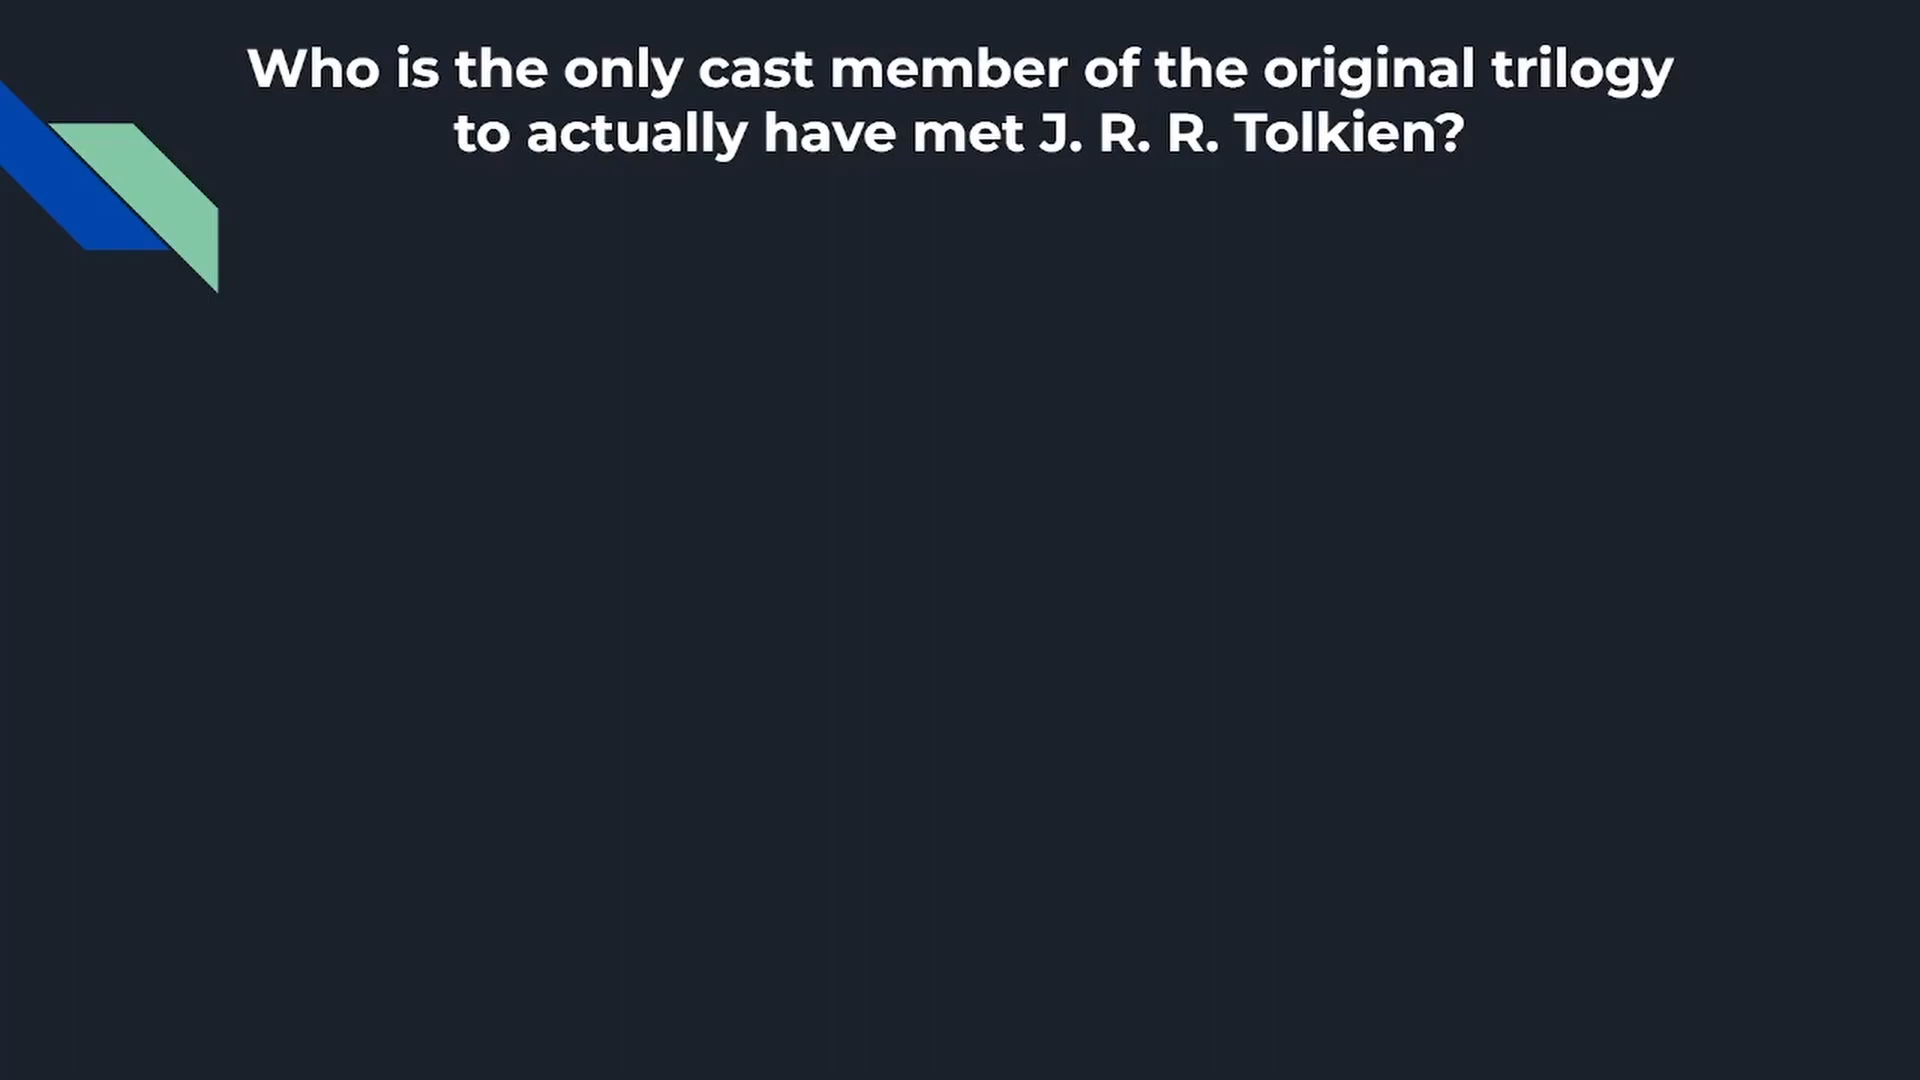 Who is the only cast member of the original trilogy
to actually have met J. R. R. Tolkien?